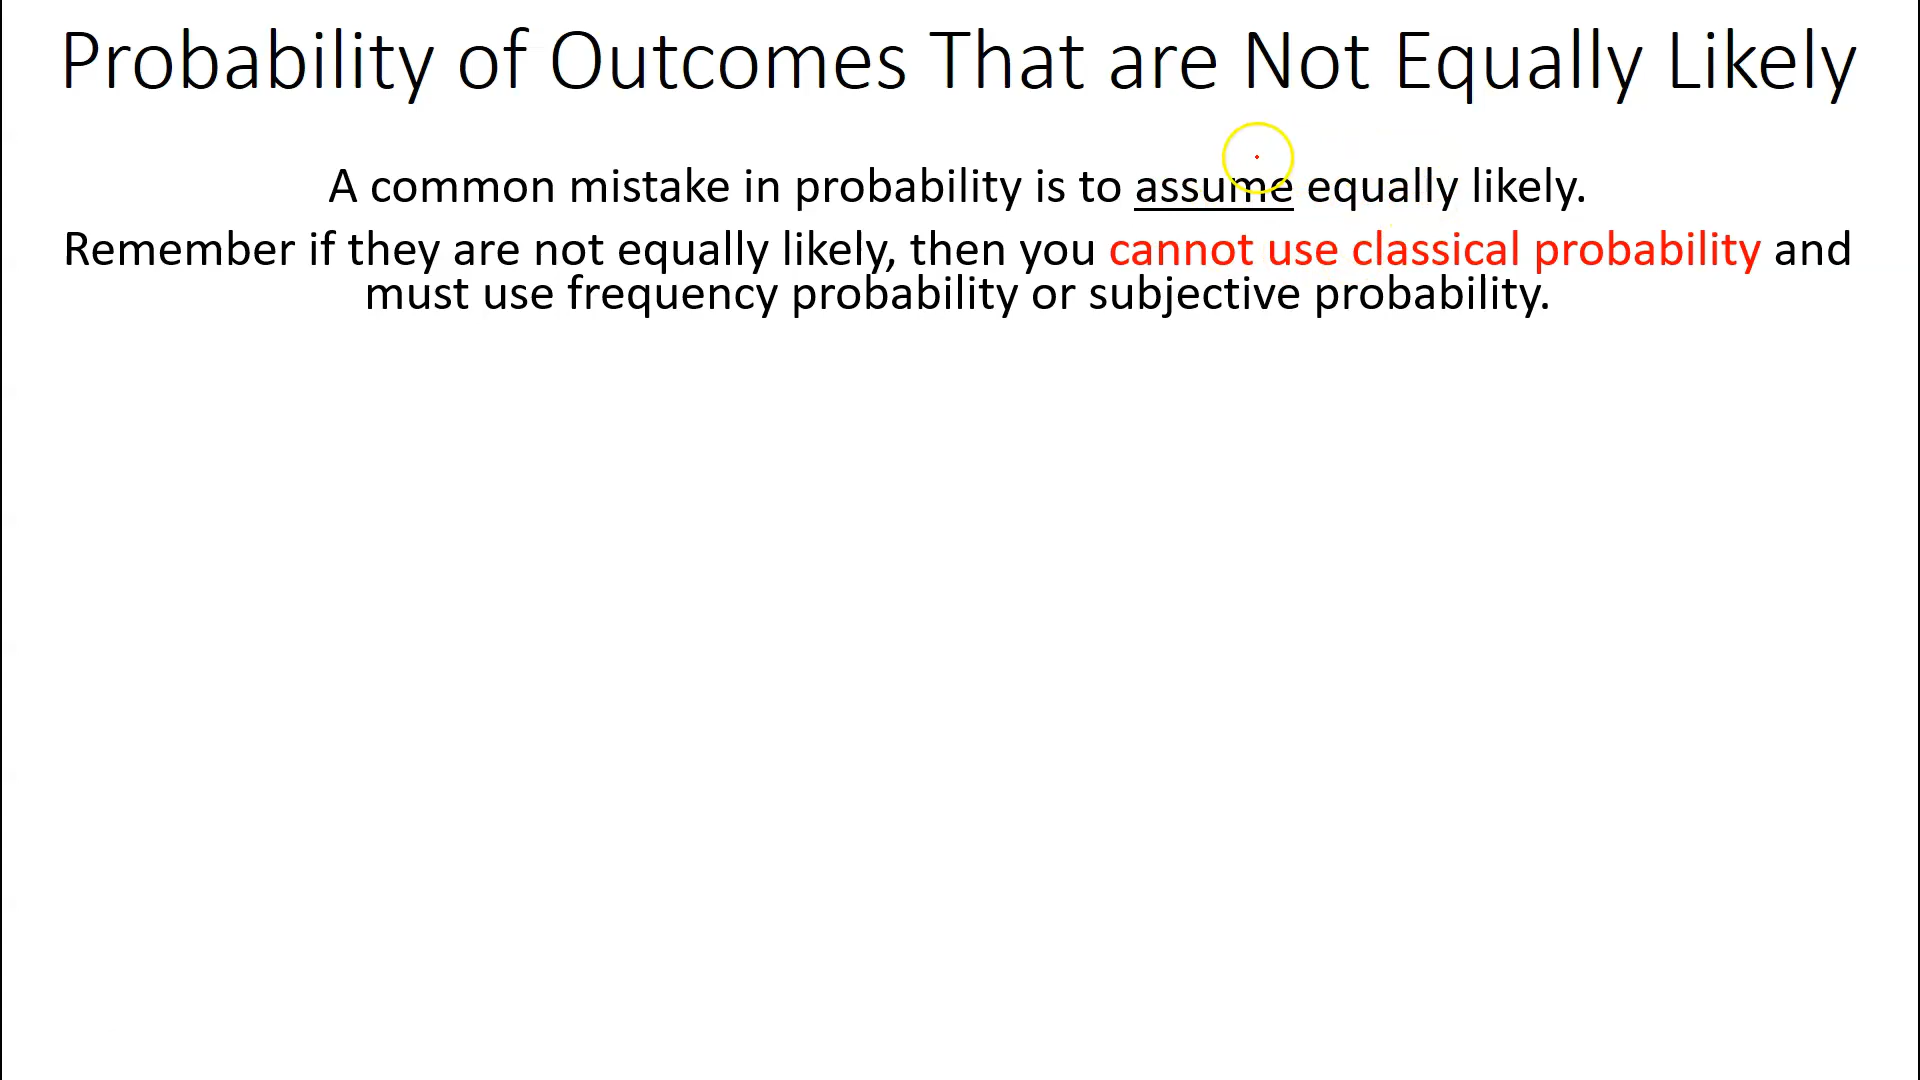 Probability of Outcomes That are Not Equally Likely
A common mistake in probability is to assume equally likely.
Remember if they are not equally likely, then you cannot use classical probability and
must use frequency probability or subjective probability.